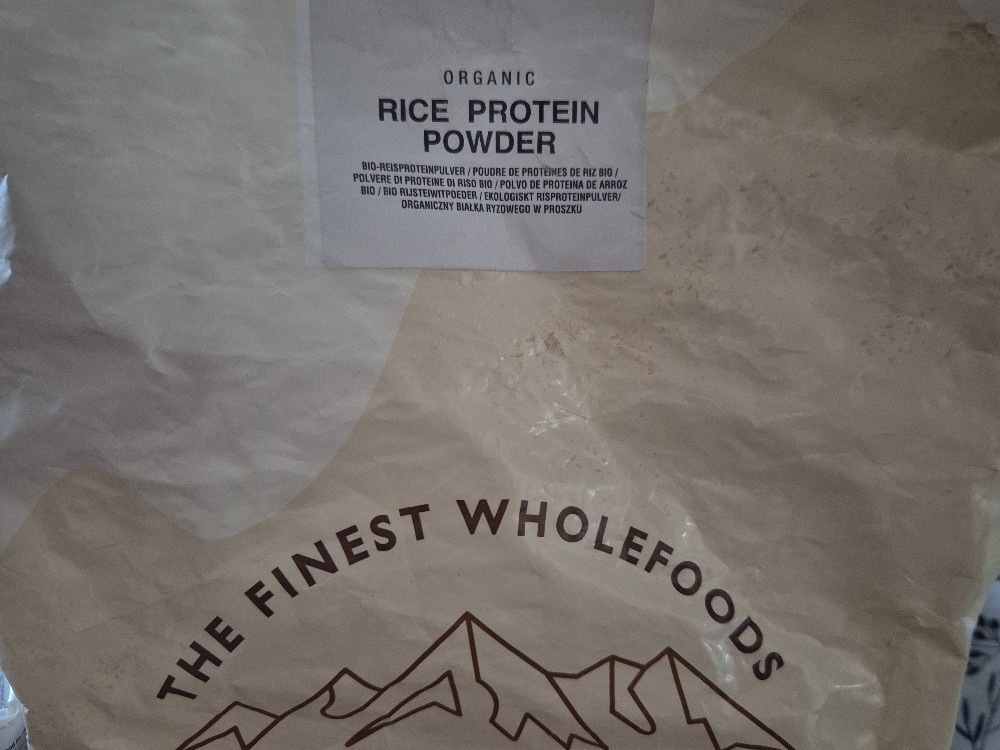 ORGANIC
RICE PROTEIN
POWDER
BIO-REISPROTEINPULVER / POUDRE DE PROTEINES DE RIZ BIO /
POLVERE DI PROTEINE DI RISO BIO / POLVO DE PROTEINA DE ARROZ
BIO / BIO RIJSTEIWITPOEDER / EKOLOGISKT RISPROTEINPULVER/
ORGANICZNY BIAŁKA RYZOWEGO W PROSZKU
THE FINEST WHOLEFOODS